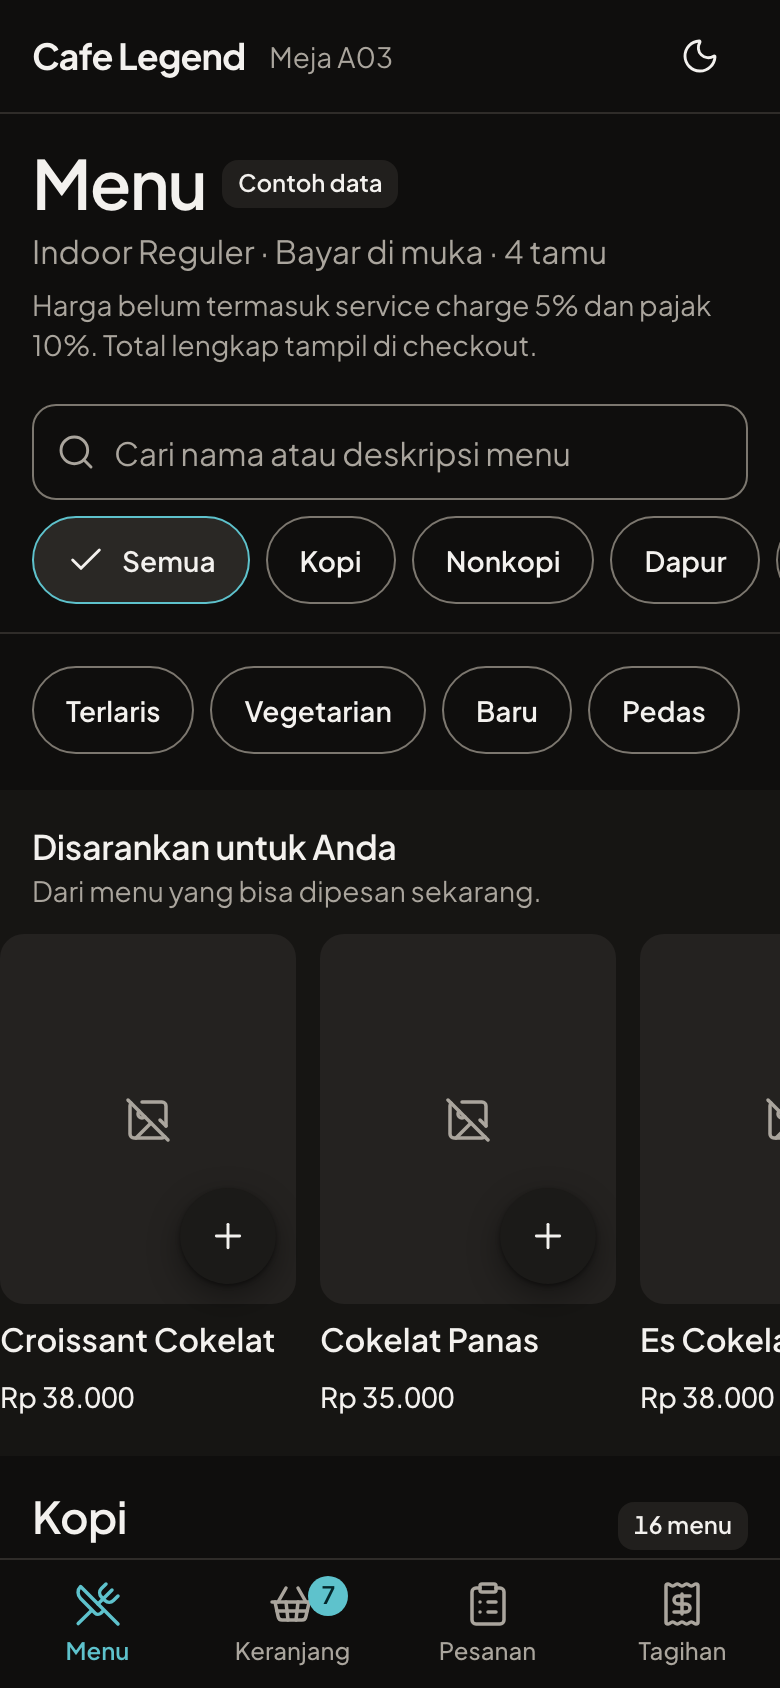 Cafe Legend Meja A03
Menu Contoh data
Indoor Reguler · Bayar di muka · 4 tamu
Harga belum termasuk service charge 5% dan pajak
10%. Total lengkap tampil di checkout.
Cari nama atau deskripsi menu
Semua Kopi Nonkopi Dapur
Terlaris Vegetarian Baru Pedas
Disarankan untuk Anda
Dari menu yang bisa dipesan sekarang.
Croissant Cokelat Cokelat Panas Es Cokela
Rp 38.000 Rp 35.000 Rp 38.000
Kopi 16 menu
7
Menu Keranjang Pesanan Tagihan